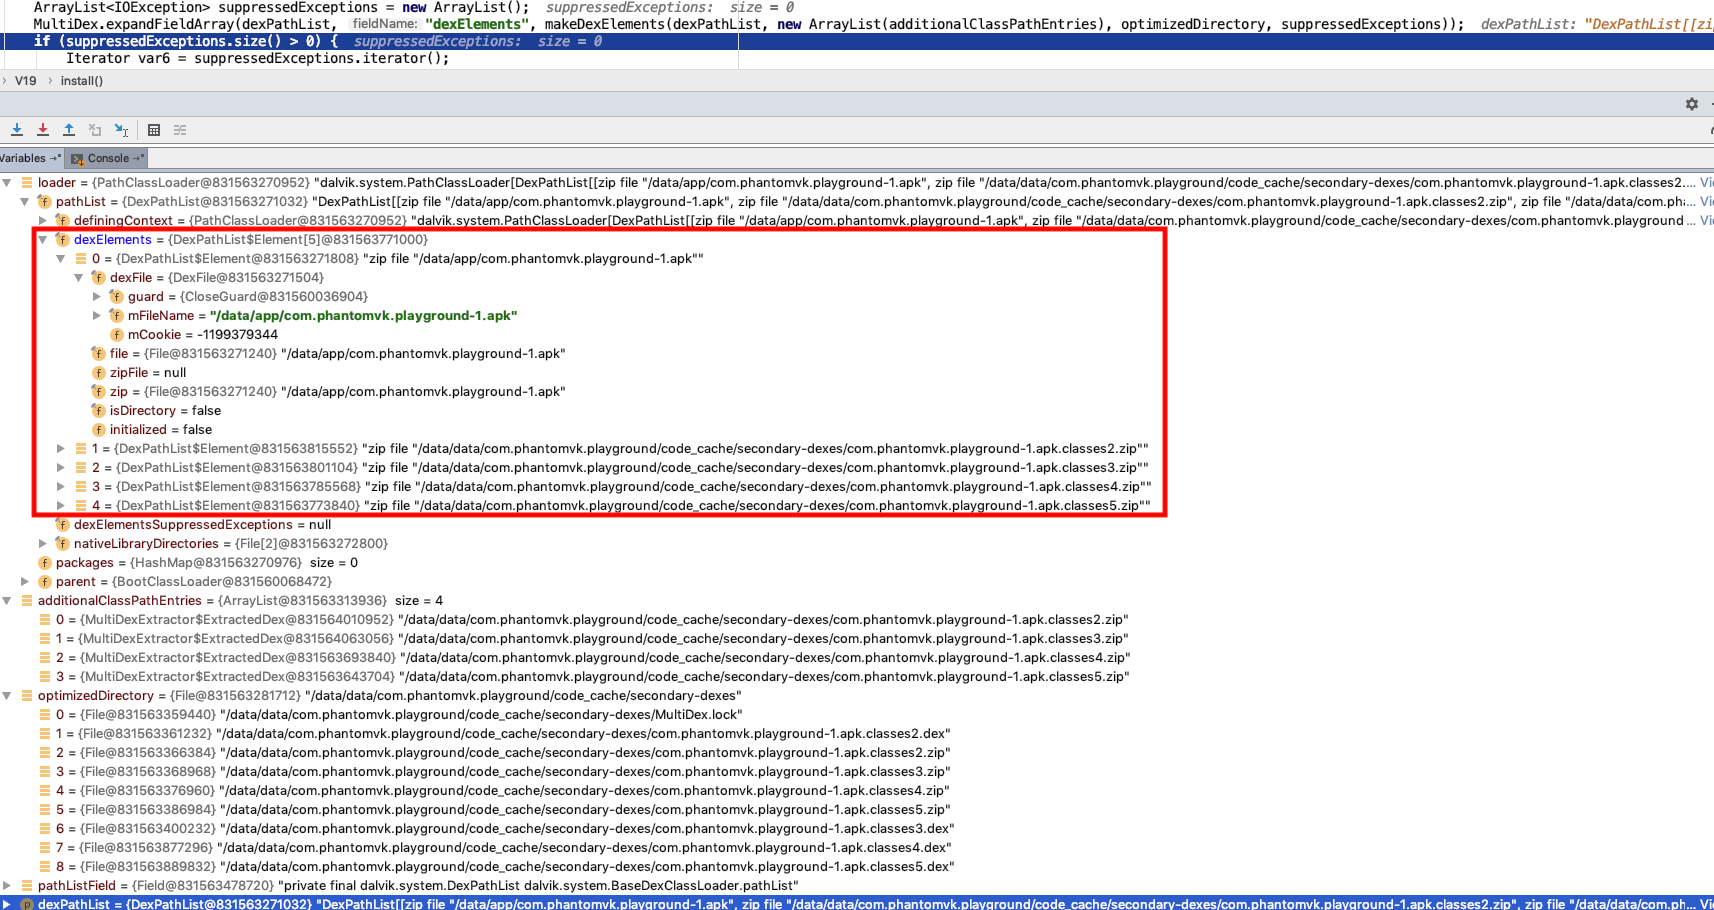 ArrayList<IOException> suppressedExceptions = new ArrayList(); suppressedExceptions: size = 0
MultiDex.expandFieldArray(dexPathList, fieldName: "dexElements", makeDexElements(dexPathList, new ArrayList(additionalClassPathEntries), optimizedDirectory, suppressedExceptions)); dexPathList: "DexPathList[[zip
if (suppressedExceptions.size() > 0) { suppressedExceptions: size = 0
Iterator var6 = suppressedExceptions.iterator();
V19 > install()
Variables Console
loader = {PathClassLoader@831563270952} "dalvik.system.PathClassLoader[DexPathList[[zip file "/data/app/com.phantomvk.playground-1.apk", zip file "/data/data/com.phantomvk.playground/code_cache/secondary-dexes/com.phantomvk.playground-1.apk.classes2.... Vi
pathList = {DexPathList@831563271032} "DexPathList[[zip file "/data/app/com.phantomvk.playground-1.apk", zip file "/data/data/com.phantomvk.playground/code_cache/secondary-dexes/com.phantomvk.playground-1.apk.classes2.zip", zip file "/data/data/com.ph... Vi
definingContext = {PathClassLoader@831563270952} "dalvik.system.PathClassLoader[DexPathList[[zip file "/data/app/com.phantomvk.playground-1.apk", zip file "/data/data/com.phantomvk.playground/code_cache/secondary-dexes/com.phantomvk.playground ... Vi
dexElements = {DexPathList$Element[5]@831563771000}
0 = {DexPathList$Element@831563271808} "zip file "/data/app/com.phantomvk.playground-1.apk""
dexFile = {DexFile@831563271504}
guard = {CloseGuard@831560036904}
mFileName = "/data/app/com.phantomvk.playground-1.apk"
mCookie = -1199379344
file = {File@831563271240} "/data/app/com.phantomvk.playground-1.apk"
zipFile = null
zip = {File@831563271240} "/data/app/com.phantomvk.playground-1.apk"
isDirectory = false
initialized = false
1 = {DexPathList$Element@831563815552} "zip file "/data/data/com.phantomvk.playground/code_cache/secondary-dexes/com.phantomvk.playground-1.apk.classes2.zip""
2 = {DexPathList$Element@831563801104} "zip file "/data/data/com.phantomvk.playground/code_cache/secondary-dexes/com.phantomvk.playground-1.apk.classes3.zip""
3 = {DexPathList$Element@831563785568} "zip file "/data/data/com.phantomvk.playground/code_cache/secondary-dexes/com.phantomvk.playground-1.apk.classes4.zip""
4 = {DexPathList$Element@831563773840} "zip file "/data/data/com.phantomvk.playground/code_cache/secondary-dexes/com.phantomvk.playground-1.apk.classes5.zip""
dexElementsSuppressedExceptions = null
nativeLibraryDirectories = {File[2]@831563272800}
packages = {HashMap@831563270976} size = 0
parent = {BootClassLoader@831560068472}
additionalClassPathEntries = {ArrayList@831563313936} size = 4
0 = {MultiDexExtractor$ExtractedDex@831564010952} "/data/data/com.phantomvk.playground/code_cache/secondary-dexes/com.phantomvk.playground-1.apk.classes2.zip"
1 = {MultiDexExtractor$ExtractedDex@831564063056} "/data/data/com.phantomvk.playground/code_cache/secondary-dexes/com.phantomvk.playground-1.apk.classes3.zip"
2 = {MultiDexExtractor$ExtractedDex@831563693840} "/data/data/com.phantomvk.playground/code_cache/secondary-dexes/com.phantomvk.playground-1.apk.classes4.zip"
3 = {MultiDexExtractor$ExtractedDex@831563643704} "/data/data/com.phantomvk.playground/code_cache/secondary-dexes/com.phantomvk.playground-1.apk.classes5.zip"
optimizedDirectory = {File@831563281712} "/data/data/com.phantomvk.playground/code_cache/secondary-dexes"
0 = {File@831563359440} "/data/data/com.phantomvk.playground/code_cache/secondary-dexes/MultiDex.lock"
1 = {File@831563361232} "/data/data/com.phantomvk.playground/code_cache/secondary-dexes/com.phantomvk.playground-1.apk.classes2.dex"
2 = {File@831563366384} "/data/data/com.phantomvk.playground/code_cache/secondary-dexes/com.phantomvk.playground-1.apk.classes2.zip"
3 = {File@831563368968} "/data/data/com.phantomvk.playground/code_cache/secondary-dexes/com.phantomvk.playground-1.apk.classes3.zip"
4 = {File@831563376960} "/data/data/com.phantomvk.playground/code_cache/secondary-dexes/com.phantomvk.playground-1.apk.classes4.zip"
5 = {File@831563386984} "/data/data/com.phantomvk.playground/code_cache/secondary-dexes/com.phantomvk.playground-1.apk.classes5.zip"
6 = {File@831563400232} "/data/data/com.phantomvk.playground/code_cache/secondary-dexes/com.phantomvk.playground-1.apk.classes3.dex"
7 = {File@831563877296} "/data/data/com.phantomvk.playground/code_cache/secondary-dexes/com.phantomvk.playground-1.apk.classes4.dex"
8 = {File@831563889832} "/data/data/com.phantomvk.playground/code_cache/secondary-dexes/com.phantomvk.playground-1.apk.classes5.dex"
pathListField = {Field@831563478720} "private final dalvik.system.DexPathList dalvik.system.BaseDexClassLoader.pathList"
dexPathList = {DexPathList@831563271032} "DexPathList[[zip file "/data/app/com.phantomvk.playground-1.apk", zip file "/data/data/com.phantomvk.playground/code_cache/secondary-dexes/com.phantomvk.playground-1.apk.classes2.zip", zip file "/data/data/com.ph... Vi